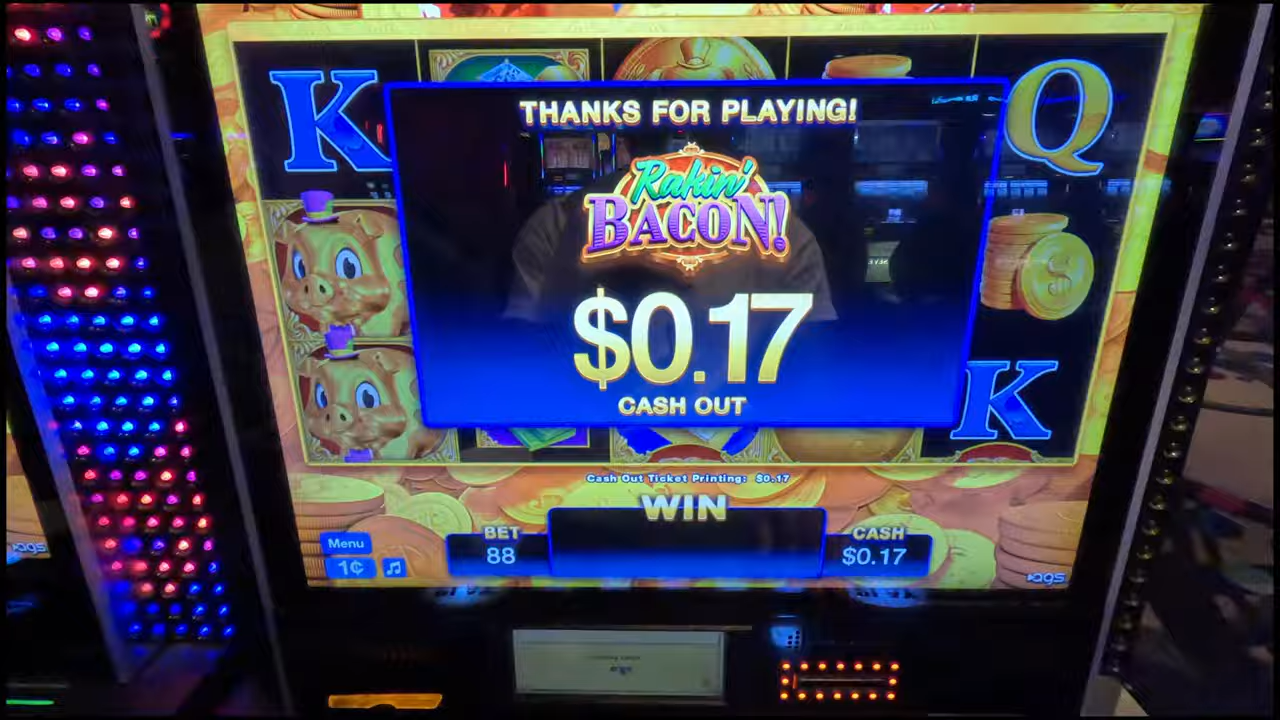 K
Q
THANKS FOR PLAYING!
Rakin'
BACON!
$0.17
CASH OUT
K
Cash Out Ticket Printing: $0.17
WIN
BET
88
CASH
$0.17
Menu
1¢
ags
ags